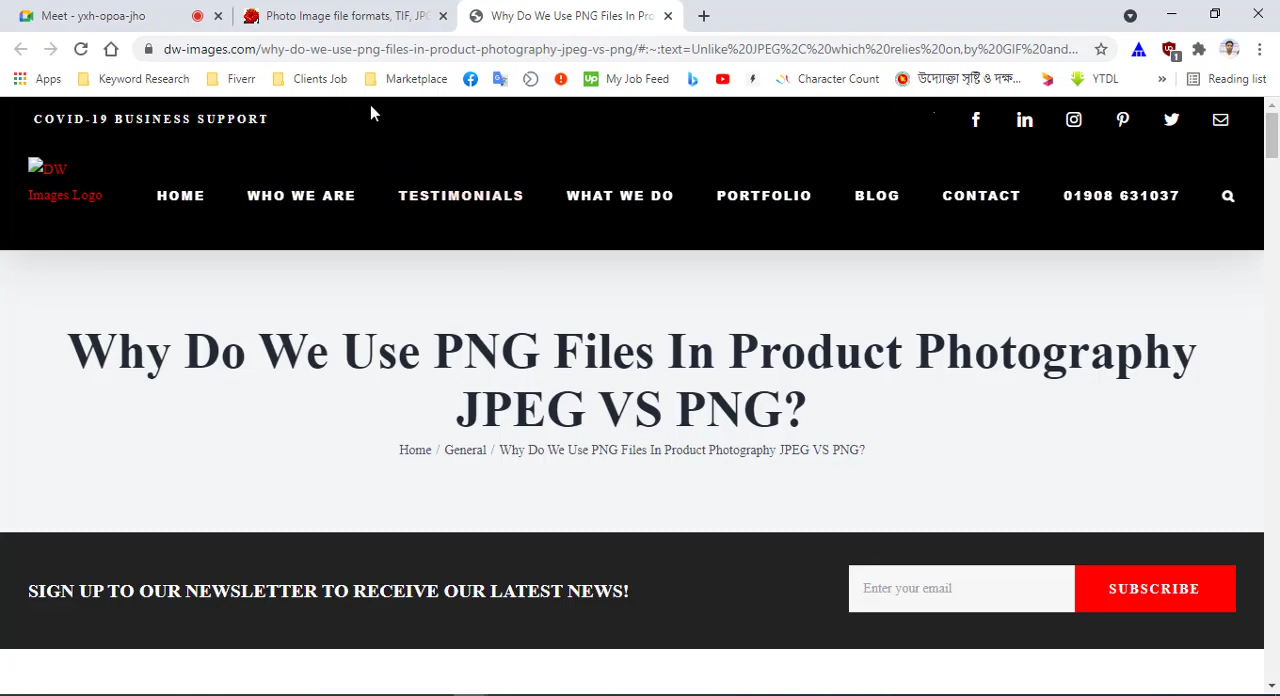 Meet - yxh-opoa-jho
Photo Image file formats, TIF, JPG
Why Do We Use PNG Files In Pro
dw-images.com/why-do-we-use-png-files-in-product-photography-jpeg-vs-png/#:~:text=Unlike%20JPEG%2C%20which%20relies%20on,by%20GIF%20and...
Apps Keyword Research Fiverr Clients Job Marketplace My Job Feed Character Count উদ্যোক্তা সৃষ্টি ও দক্ষ... YTDL » Reading list
COVID-19 BUSINESS SUPPORT
DW Images Logo
HOME WHO WE ARE TESTIMONIALS WHAT WE DO PORTFOLIO BLOG CONTACT 01908 631037
Why Do We Use PNG Files In Product Photography
JPEG VS PNG?
Home / General / Why Do We Use PNG Files In Product Photography JPEG VS PNG?
SIGN UP TO OUR NEWSLETTER TO RECEIVE OUR LATEST NEWS!
Enter your email
SUBSCRIBE